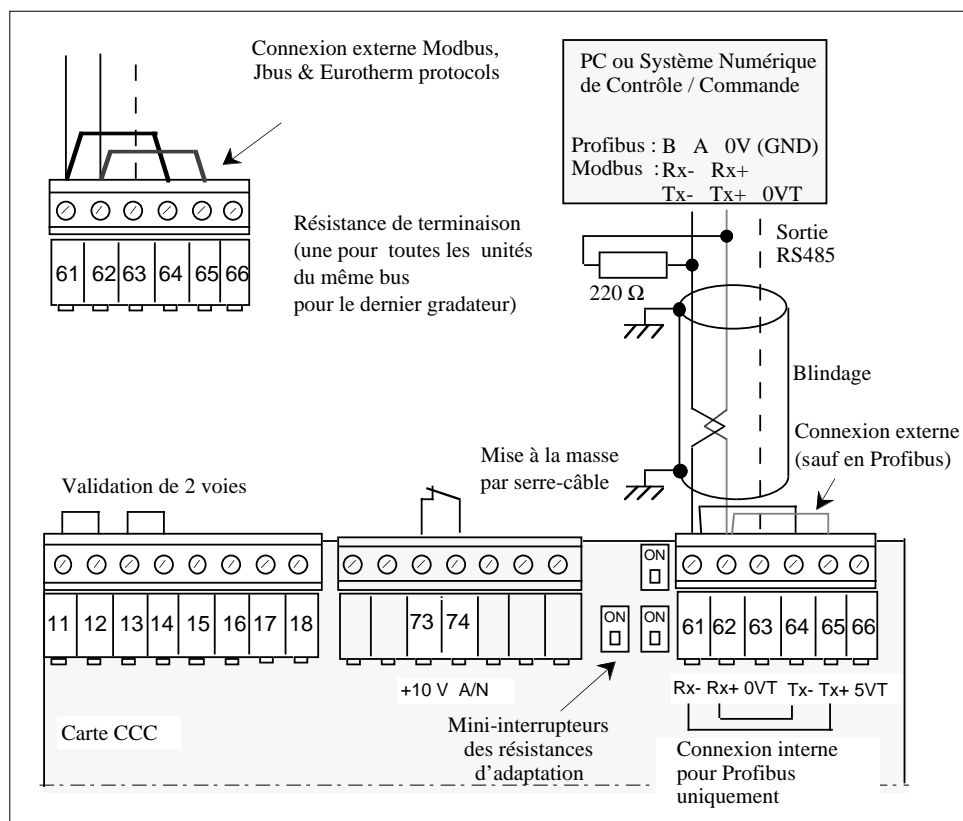 Connexion externe Modbus,
Jbus & Eurotherm protocols
61 62 63 64 65 66
Résistance de terminaison
(une pour toutes les unités
du même bus
pour le dernier gradateur)
PC ou Système Numérique
de Contrôle / Commande
Profibus : B A 0V (GND)
Modbus : Rx- Rx+
Tx- Tx+ 0VT
Sortie
RS485
220 Ω
Blindage
Mise à la masse
par serre-câble
Connexion externe
(sauf en Profibus)
Validation de 2 voies
11 12 13 14 15 16 17 18
73 74
+10 V A/N
ON
ON
ON
61 62 63 64 65 66
Rx- Rx+ 0VT Tx- Tx+ 5VT
Carte CCC
Mini-interrupteurs
des résistances
d'adaptation
Connexion interne
pour Profibus
uniquement